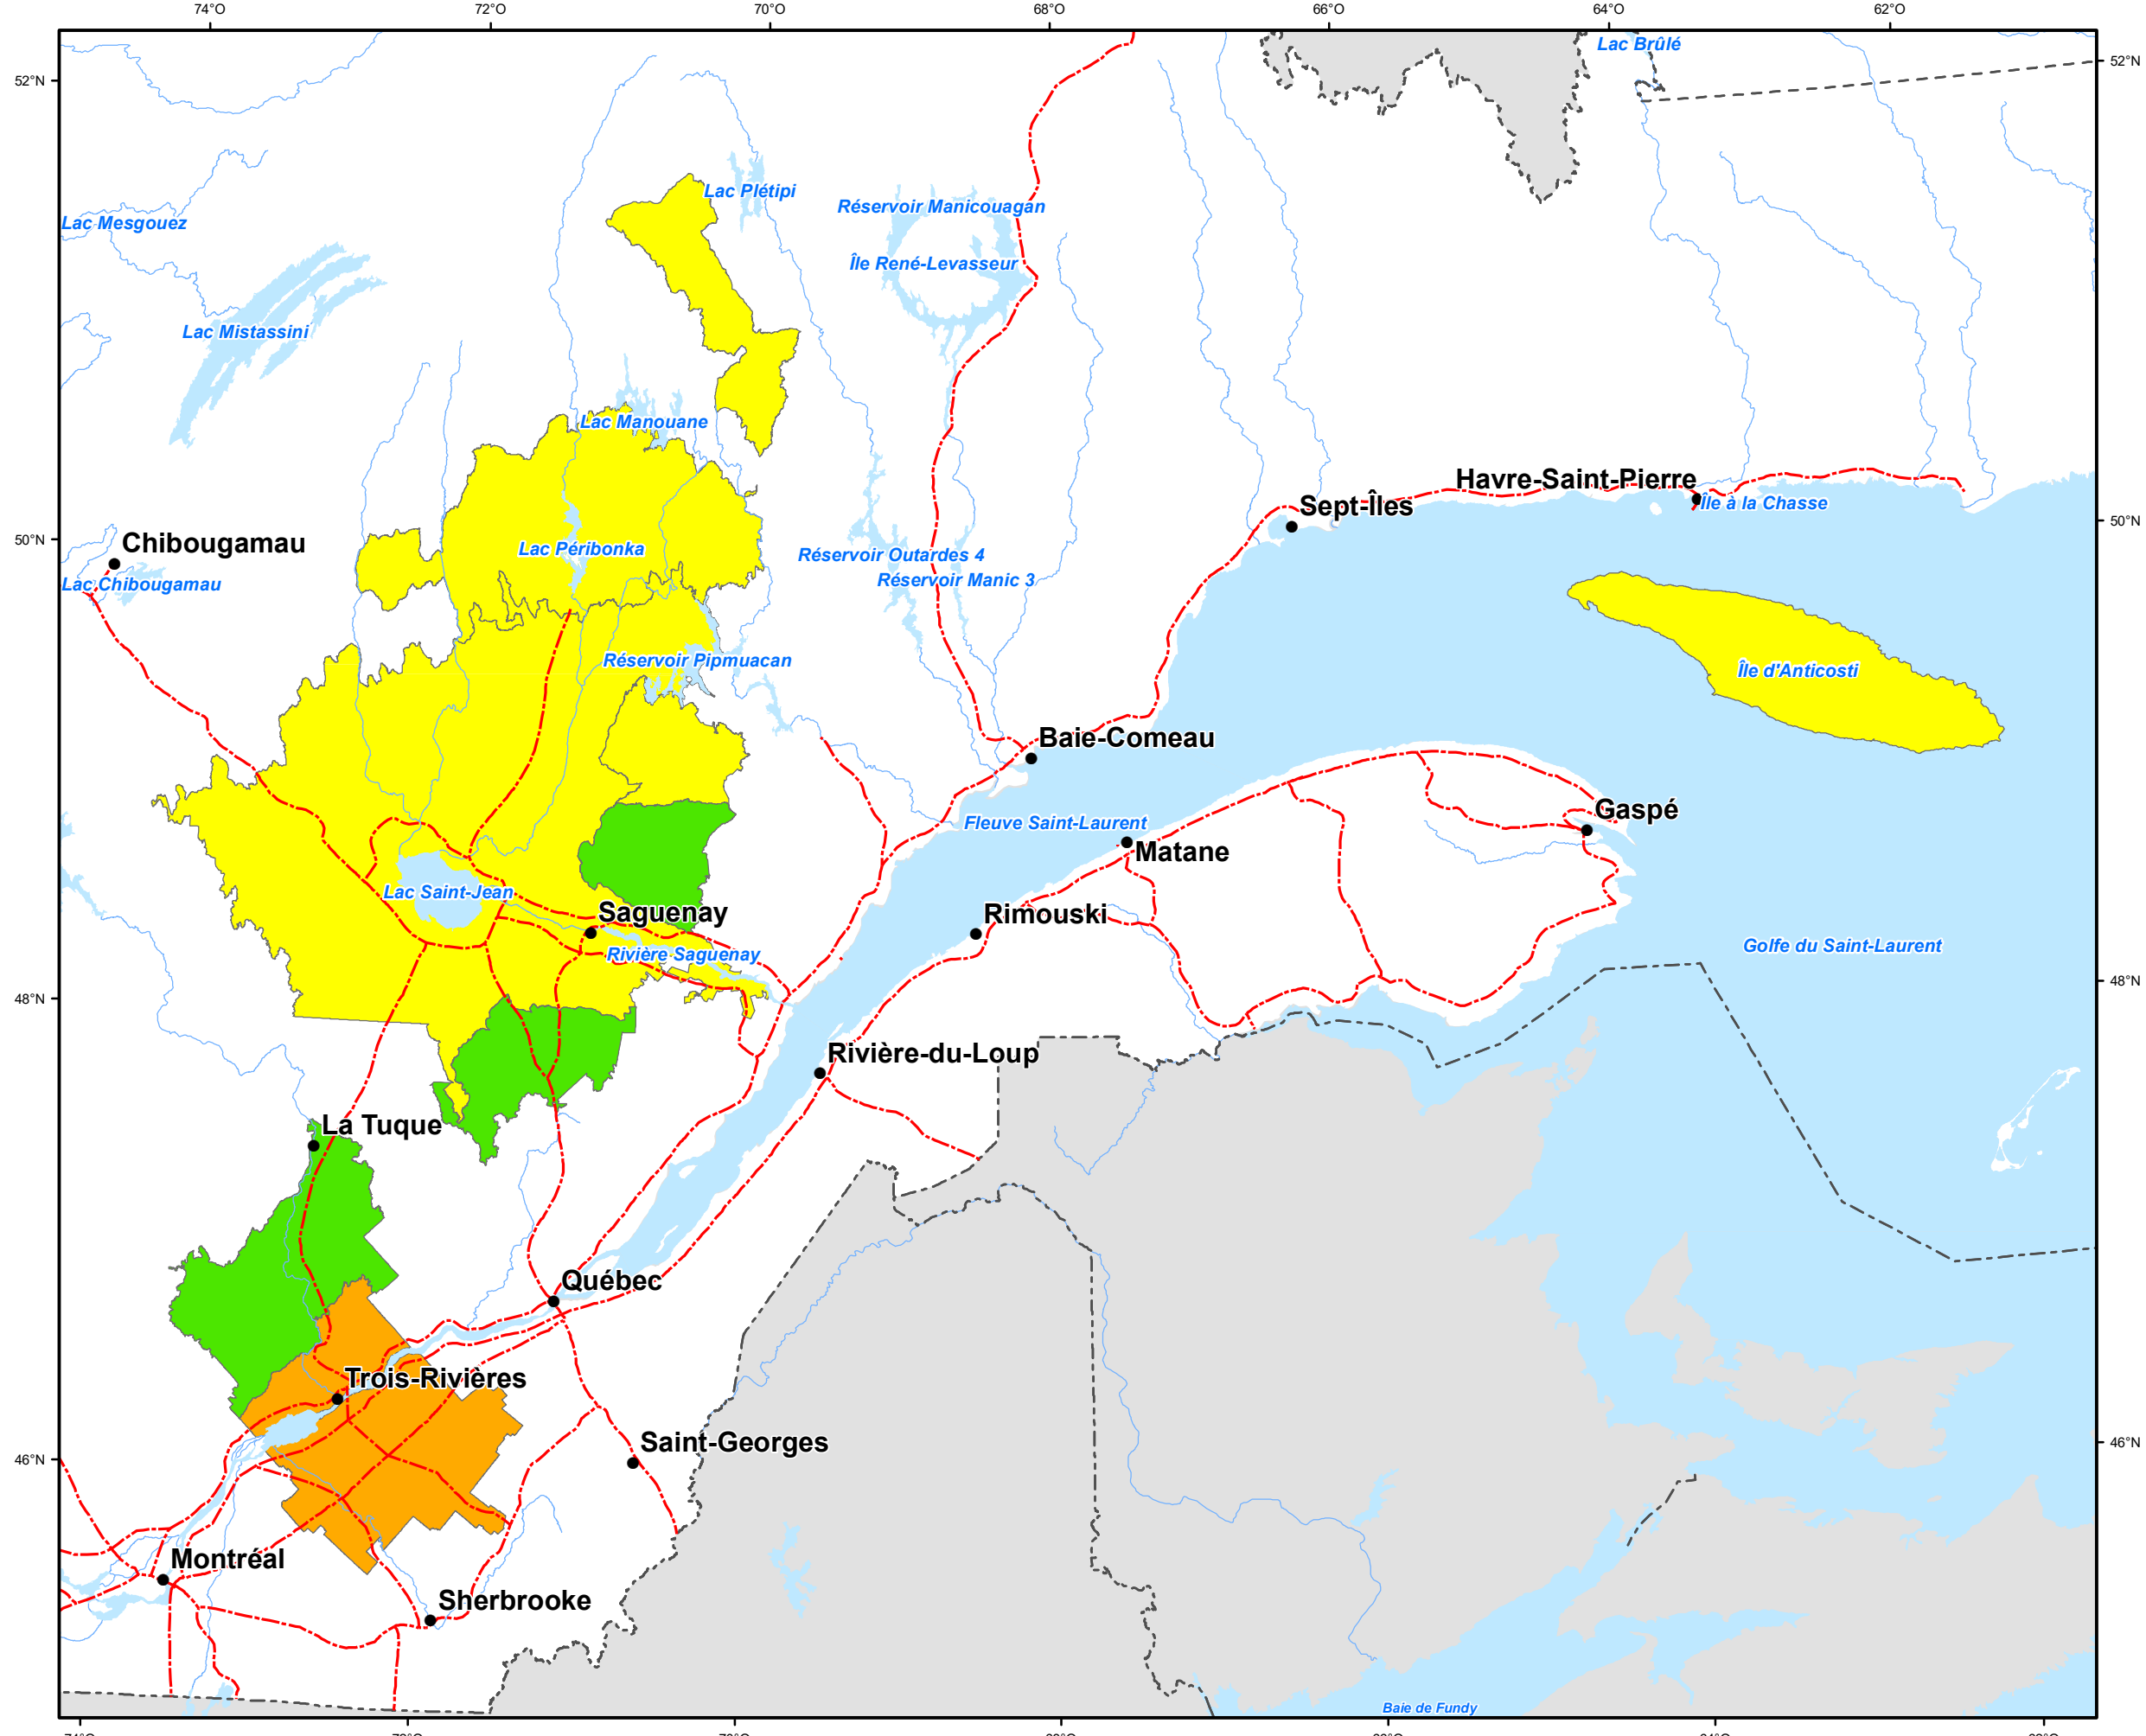 74°O 72°O 70°O 68°O 66°O 64°O 62°O
Lac Brûlé
52°N 52°N
Lac Plétipi
Réservoir Manicouagan
Lac Mesgouez
Île René-Levasseur
Lac Mistassini
Lac Manouane
Havre-Saint-Pierre
Île à la Chasse
Sept-Îles
50°N 50°N
Chibougamau
Lac Péribonka
Réservoir Outardes 4
Réservoir Manic 3
Lac Chibougamau
Réservoir Pipmuacan
Île d'Anticosti
Baie-Comeau
Gaspé
Fleuve Saint-Laurent
Matane
Lac Saint-Jean
Saguenay
Rimouski
Rivière Saguenay
Golfe du Saint-Laurent
48°N 48°N
Rivière-du-Loup
La Tuque
Québec
Trois-Rivières
Saint-Georges
46°N 46°N
Montréal
Sherbrooke
Baie de Fundy